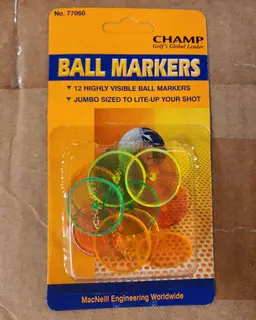 No. 77060
CHAMP
Golf's Global Leader
BALL MARKERS
▼ 12 HIGHLY VISIBLE BALL MARKERS
▼ JUMBO SIZED TO LITE-UP YOUR SHOT
MacNeill Engineering Worldwide